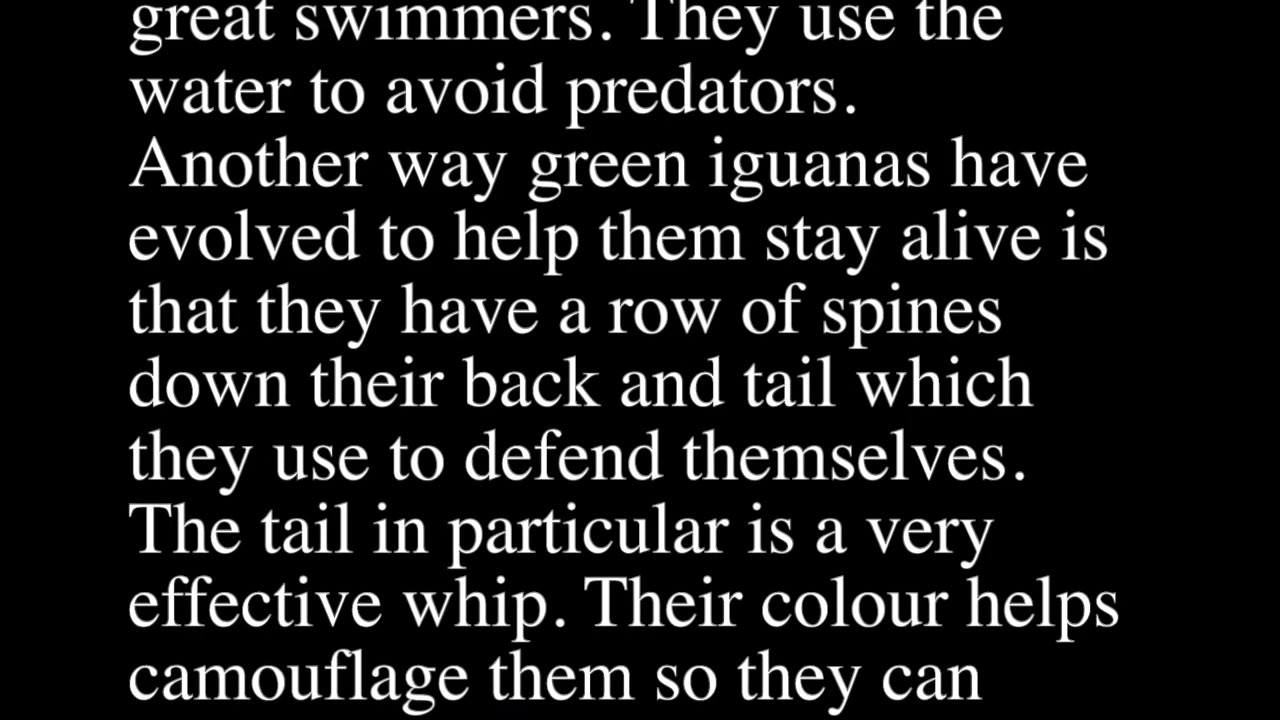 great swimmers. They use the
water to avoid predators.
Another way green iguanas have
evolved to help them stay alive is
that they have a row of spines
down their back and tail which
they use to defend themselves.
The tail in particular is a very
effective whip. Their colour helps
camouflage them so they can